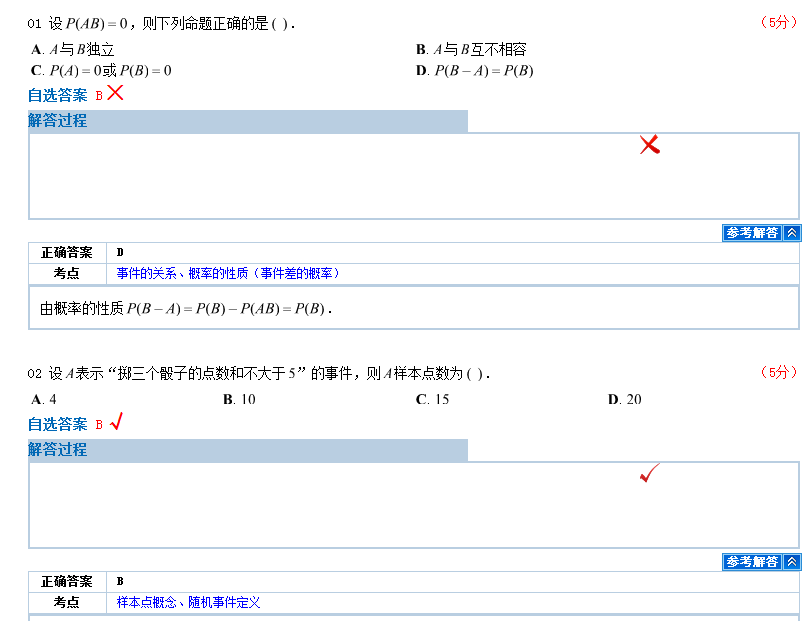 01 设 P(AB) = 0，则下列命题正确的是 ( ) . （5分）
A. A与B独立 B. A与B互不相容
C. P(A) = 0或P(B) = 0 D. P(B − A) = P(B)
自选答案 B
解答过程
参考解答
正确答案 D
考点 事件的关系、概率的性质（事件差的概率）
由概率的性质 P(B − A) = P(B) − P(AB) = P(B) .
02 设A表示“掷三个骰子的点数和不大于5”的事件，则A样本点数为 ( ) . （5分）
A. 4 B. 10 C. 15 D. 20
自选答案 B
解答过程
参考解答
正确答案 B
考点 样本点概念、随机事件定义